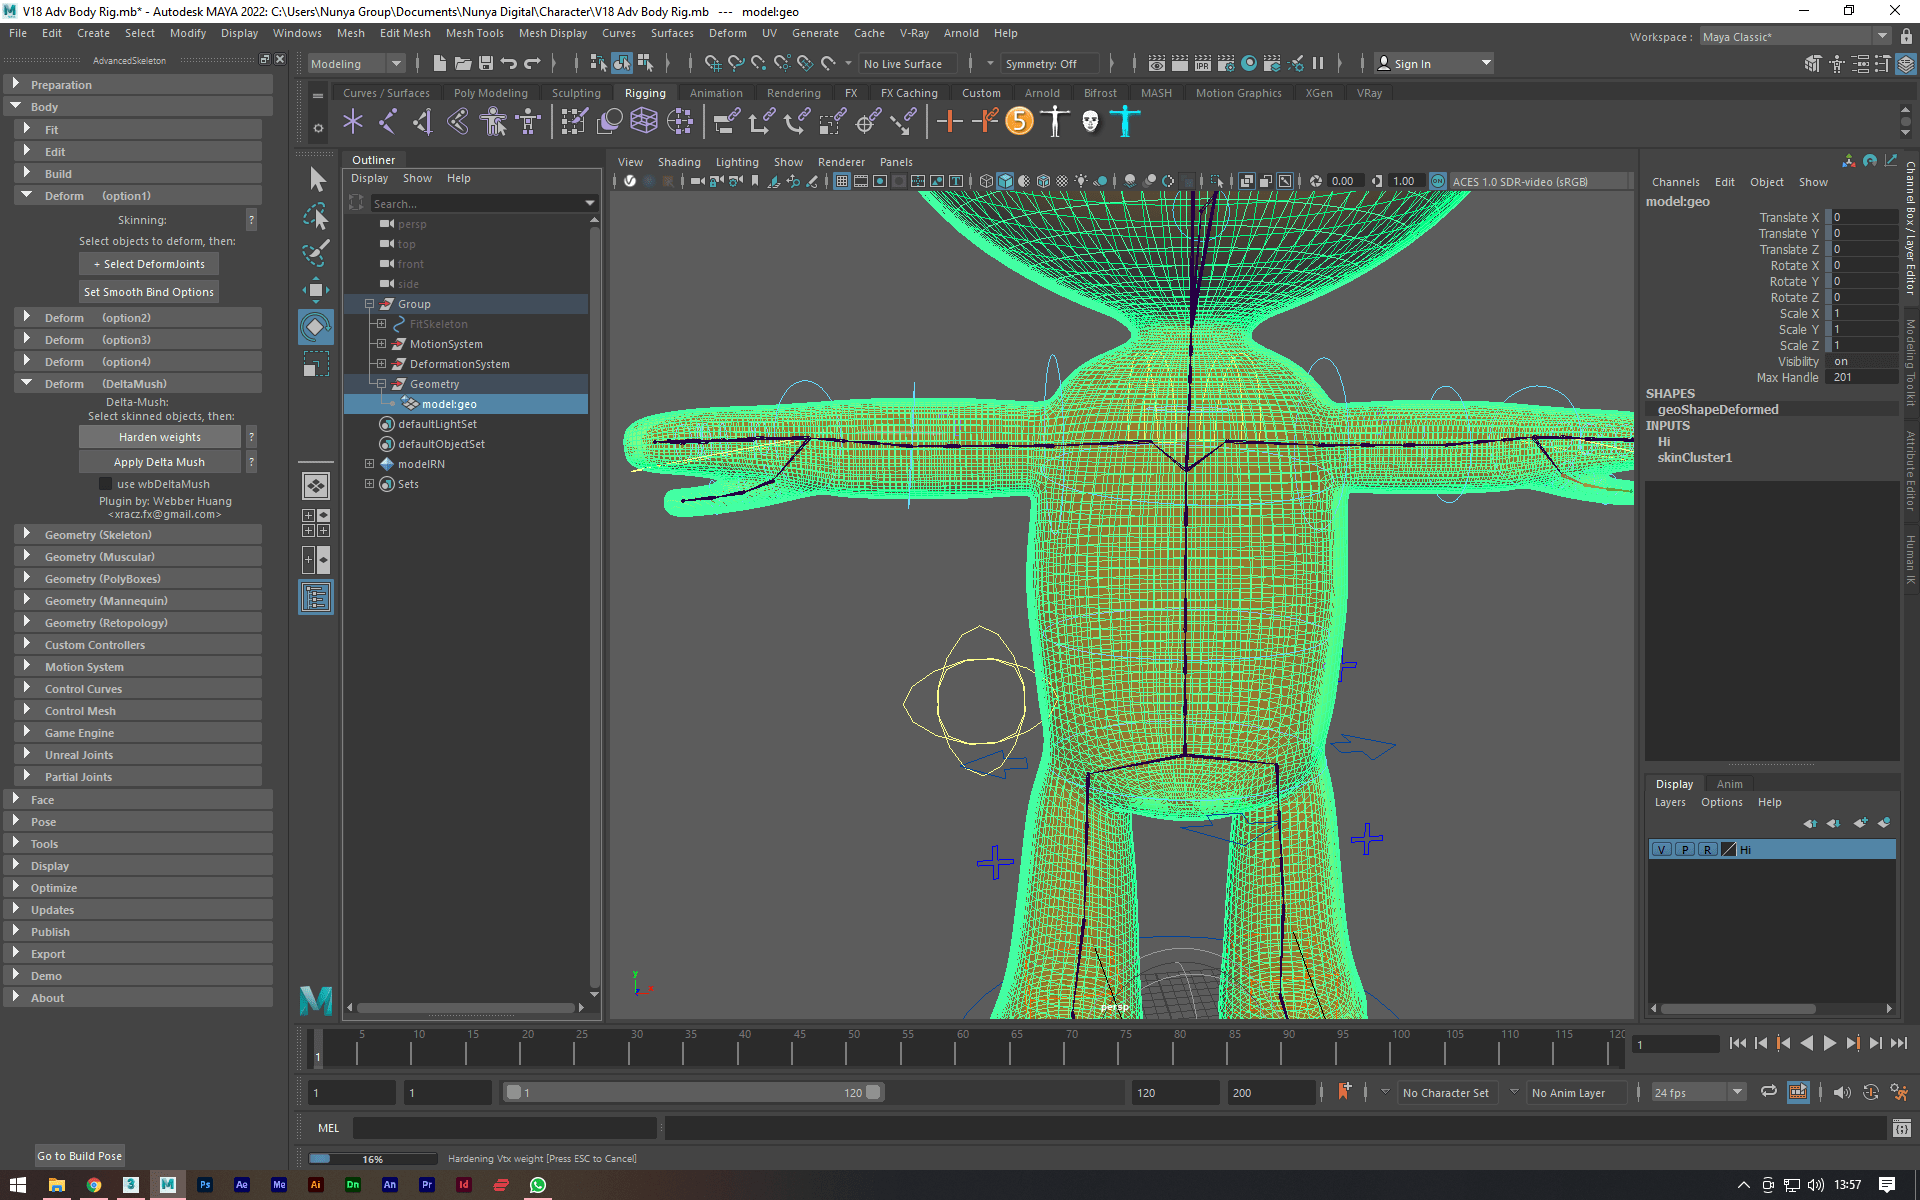 V18 Adv Body Rig.mb* - Autodesk MAYA 2022: C:\Users\Nunya Group\Documents\Nunya Digital\Character\V18 Adv Body Rig.mb   ---   model:geo
File Edit Create Select Modify Display Windows Mesh Edit Mesh Mesh Tools Mesh Display Curves Surfaces Deform UV Generate Cache V-Ray Arnold Help
Workspace : Maya Classic*
AdvancedSkeleton
Modeling
No Live Surface
Symmetry: Off
Sign In
Curves / Surfaces Poly Modeling Sculpting Rigging Animation Rendering FX FX Caching Custom Arnold Bifrost MASH Motion Graphics XGen VRay
Preparation
Body
Fit
Edit
Build
Deform (option1)
Skinning: ?
Select objects to deform, then:
+ Select DeformJoints
Set Smooth Bind Options
Deform (option2)
Deform (option3)
Deform (option4)
Deform (DeltaMush)
Delta-Mush:
Select skinned objects, then:
Harden weights ?
Apply Delta Mush ?
use wbDeltaMush
Plugin by: Webber Huang
<xracz.fx@gmail.com>
Geometry (Skeleton)
Geometry (Muscular)
Geometry (PolyBoxes)
Geometry (Mannequin)
Geometry (Retopology)
Custom Controllers
Motion System
Control Curves
Control Mesh
Game Engine
Unreal Joints
Partial Joints
Face
Pose
Tools
Display
Optimize
Updates
Publish
Export
Demo
About
Go to Build Pose
Outliner
Display Show Help
Search...
persp
top
front
side
Group
FitSkeleton
MotionSystem
DeformationSystem
Geometry
model:geo
defaultLightSet
defaultObjectSet
modelRN
Sets
View Shading Lighting Show Renderer Panels
0.00
1.00
ON
ACES 1.0 SDR-video (sRGB)
y
x
z
persp
Channels Edit Object Show
model:geo
Translate X 0
Translate Y 0
Translate Z 0
Rotate X 0
Rotate Y 0
Rotate Z 0
Scale X 1
Scale Y 1
Scale Z 1
Visibility on
Max Handle 201
SHAPES
geoShapeDeformed
INPUTS
Hi
skinCluster1
Channel Box / Layer Editor
Modeling Toolkit
Attribute Editor
Human IK
Display Anim
Layers Options Help
V P R Hi
1 5 10 15 20 25 30 35 40 45 50 55 60 65 70 75 80 85 90 95 100 105 110 115 120
1
1 1 1 120 120 200
No Character Set
No Anim Layer
24 fps
MEL
16%
Hardening Vtx weight [Press ESC to Cancel]
3 M Ps Ae Me Ai Dn An Pr Id
13:57